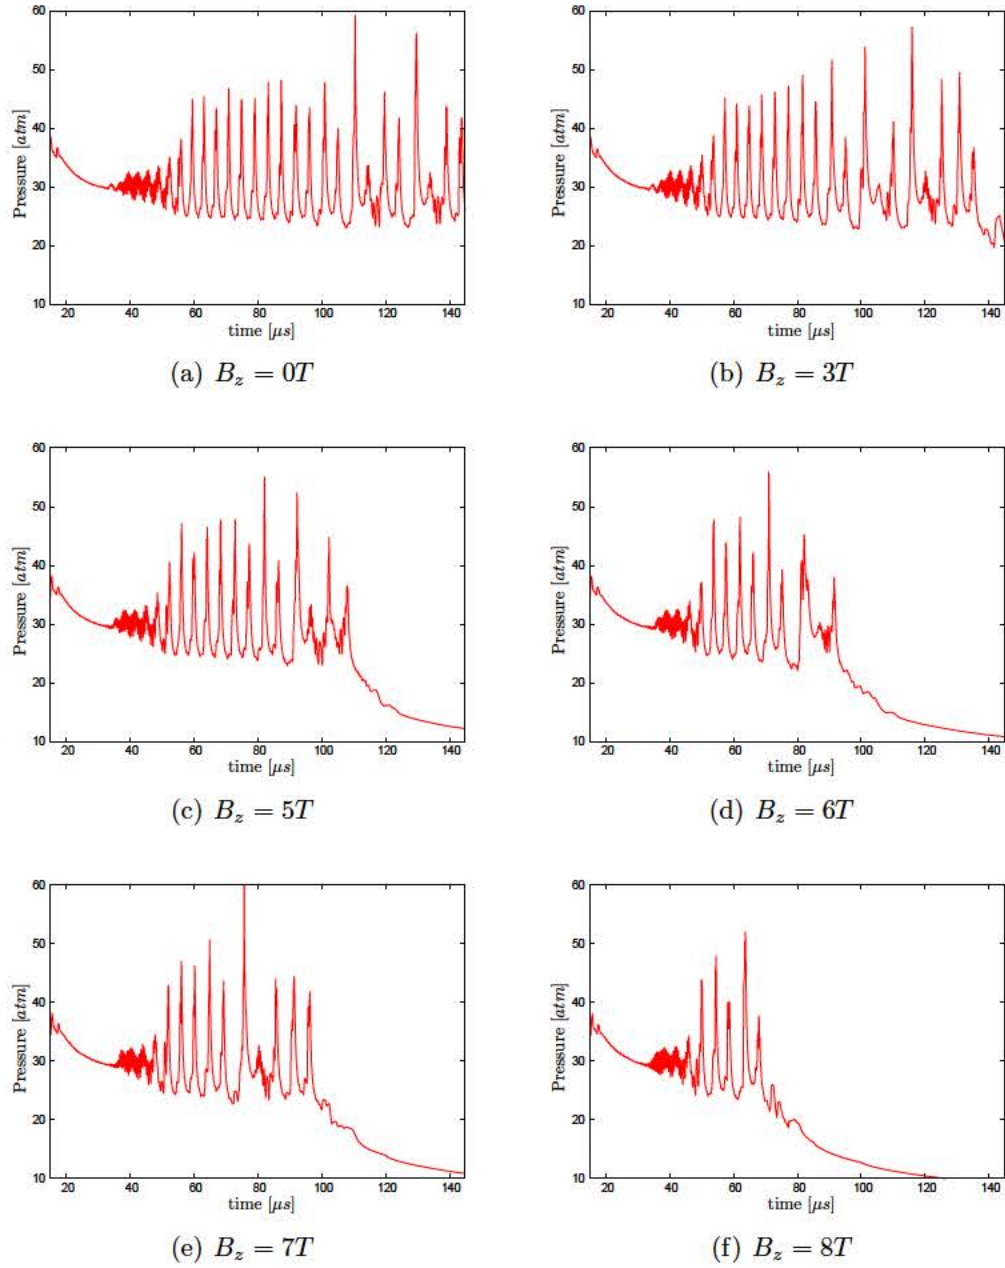 60
50
40
30
20
10
Pressure [atm]
20 40 60 80 100 120 140
time [μs]
(a) B_z = 0T
60
50
40
30
20
10
Pressure [atm]
20 40 60 80 100 120 140
time [μs]
(b) B_z = 3T
60
50
40
30
20
10
Pressure [atm]
20 40 60 80 100 120 140
time [μs]
(c) B_z = 5T
60
50
40
30
20
10
Pressure [atm]
20 40 60 80 100 120 140
time [μs]
(d) B_z = 6T
60
50
40
30
20
10
Pressure [atm]
20 40 60 80 100 120 140
time [μs]
(e) B_z = 7T
60
50
40
30
20
10
Pressure [atm]
20 40 60 80 100 120 140
time [μs]
(f) B_z = 8T